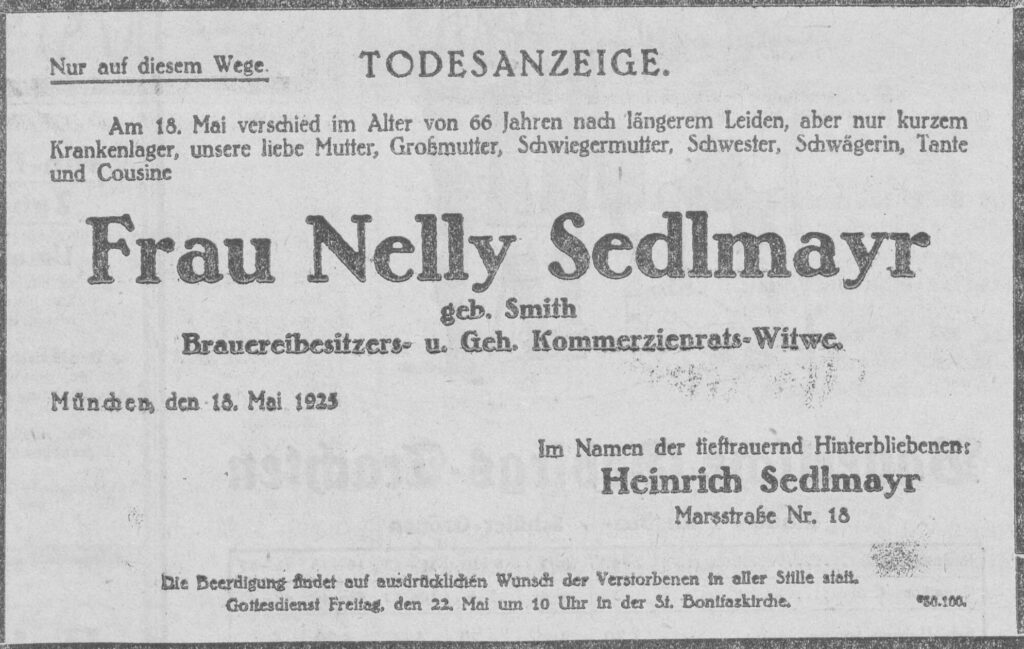 Nur auf diesem Wege.
TODESANZEIGE.
Am 18. Mai verschied im Alter von 66 Jahren nach längerem Leiden, aber nur kurzem
Krankenlager, unsere liebe Mutter, Großmutter, Schwiegermutter, Schwester, Schwägerin, Tante
und Cousine
Frau Nelly Sedlmayr
geb. Smith
Brauereibesitzers- u. Geh. Kommerzienrats-Witwe.
München, den 18. Mai 1925
Im Namen der tieftrauernd Hinterbliebenen:
Heinrich Sedlmayr
Marsstraße Nr. 18
Die Beerdigung findet auf ausdrücklichen Wunsch der Verstorbenen in aller Stille statt.
Gottesdienst Freitag, den 22. Mai um 10 Uhr in der St. Bonifazkirche.